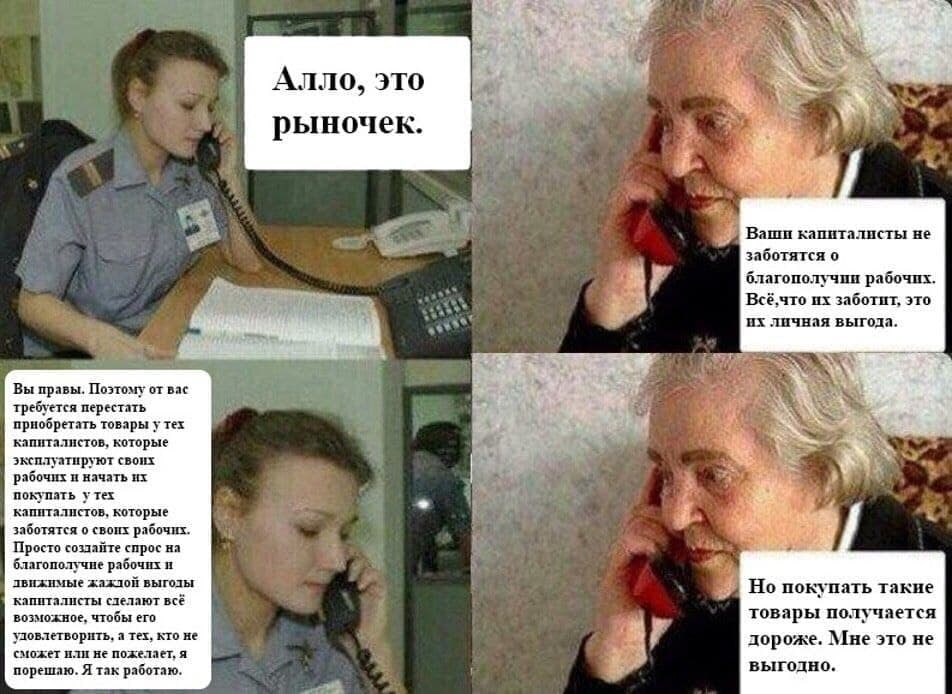 Алло, это
рыночек.
Ваши капиталисты не
заботятся о
благополучии рабочих.
Всё,что их заботит, это
их личная выгода.
Вы правы. Поэтому от вас
требуется перестать
приобретать товары у тех
капиталистов, которые
эксплуатируют своих
рабочих и начать их
покупать у тех
капиталистов, которые
заботятся о своих рабочих.
Просто создайте спрос на
благополучие рабочих и
движимые жаждой выгоды
капиталисты сделают всё
возможное, чтобы его
удовлетворить, а тех, кто не
сможет или не пожелает, я
порешаю. Я так работаю.
Но покупать такие
товары получается
дороже. Мне это не
выгодно.